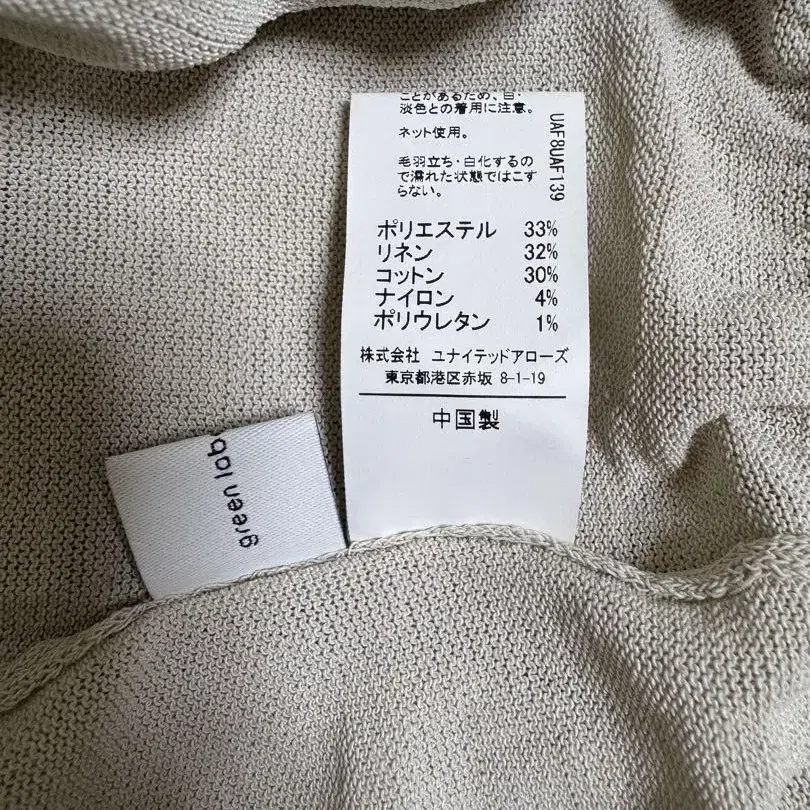 ことがあるため、白・
淡色との着用に注意。
ネット使用。
毛羽立ち・白化するの
で濡れた状態ではこす
らない。
UAF8UAF139
ポリエステル 33%
リネン 32%
コットン 30%
ナイロン 4%
ポリウレタン 1%
株式会社 ユナイテッドアローズ
東京都港区赤坂 8-1-19
中国製
green lab